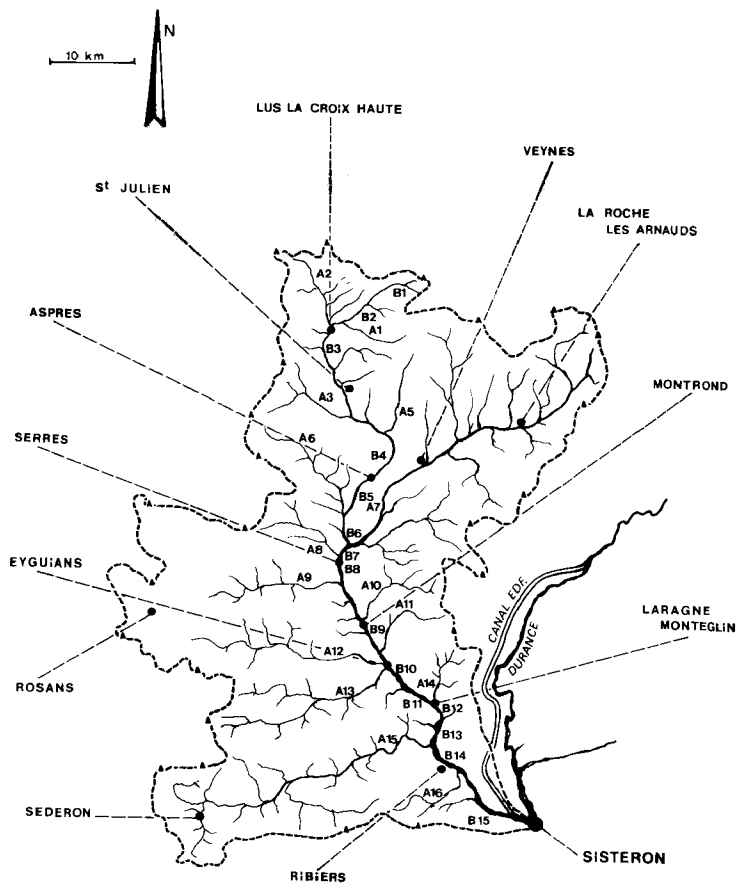 N
10 km
LUS LA CROIX HAUTE
VEYNES
St JULIEN
LA ROCHE
LES ARNAUDS
A2
B1
B2
A1
ASPRES
B3
MONTROND
A3
A5
SERRES
A6
B4
B5
A7
B6
A8
B7
B8
EYGUIANS
A9
A10
CANAL EDF.
A11
LARAGNE
MONTEGLIN
B9
DURANCE
A12
B10
ROSANS
A13
A14
B11
B12
B13
A15
B14
A16
SEDERON
B15
SISTERON
RIBIERS